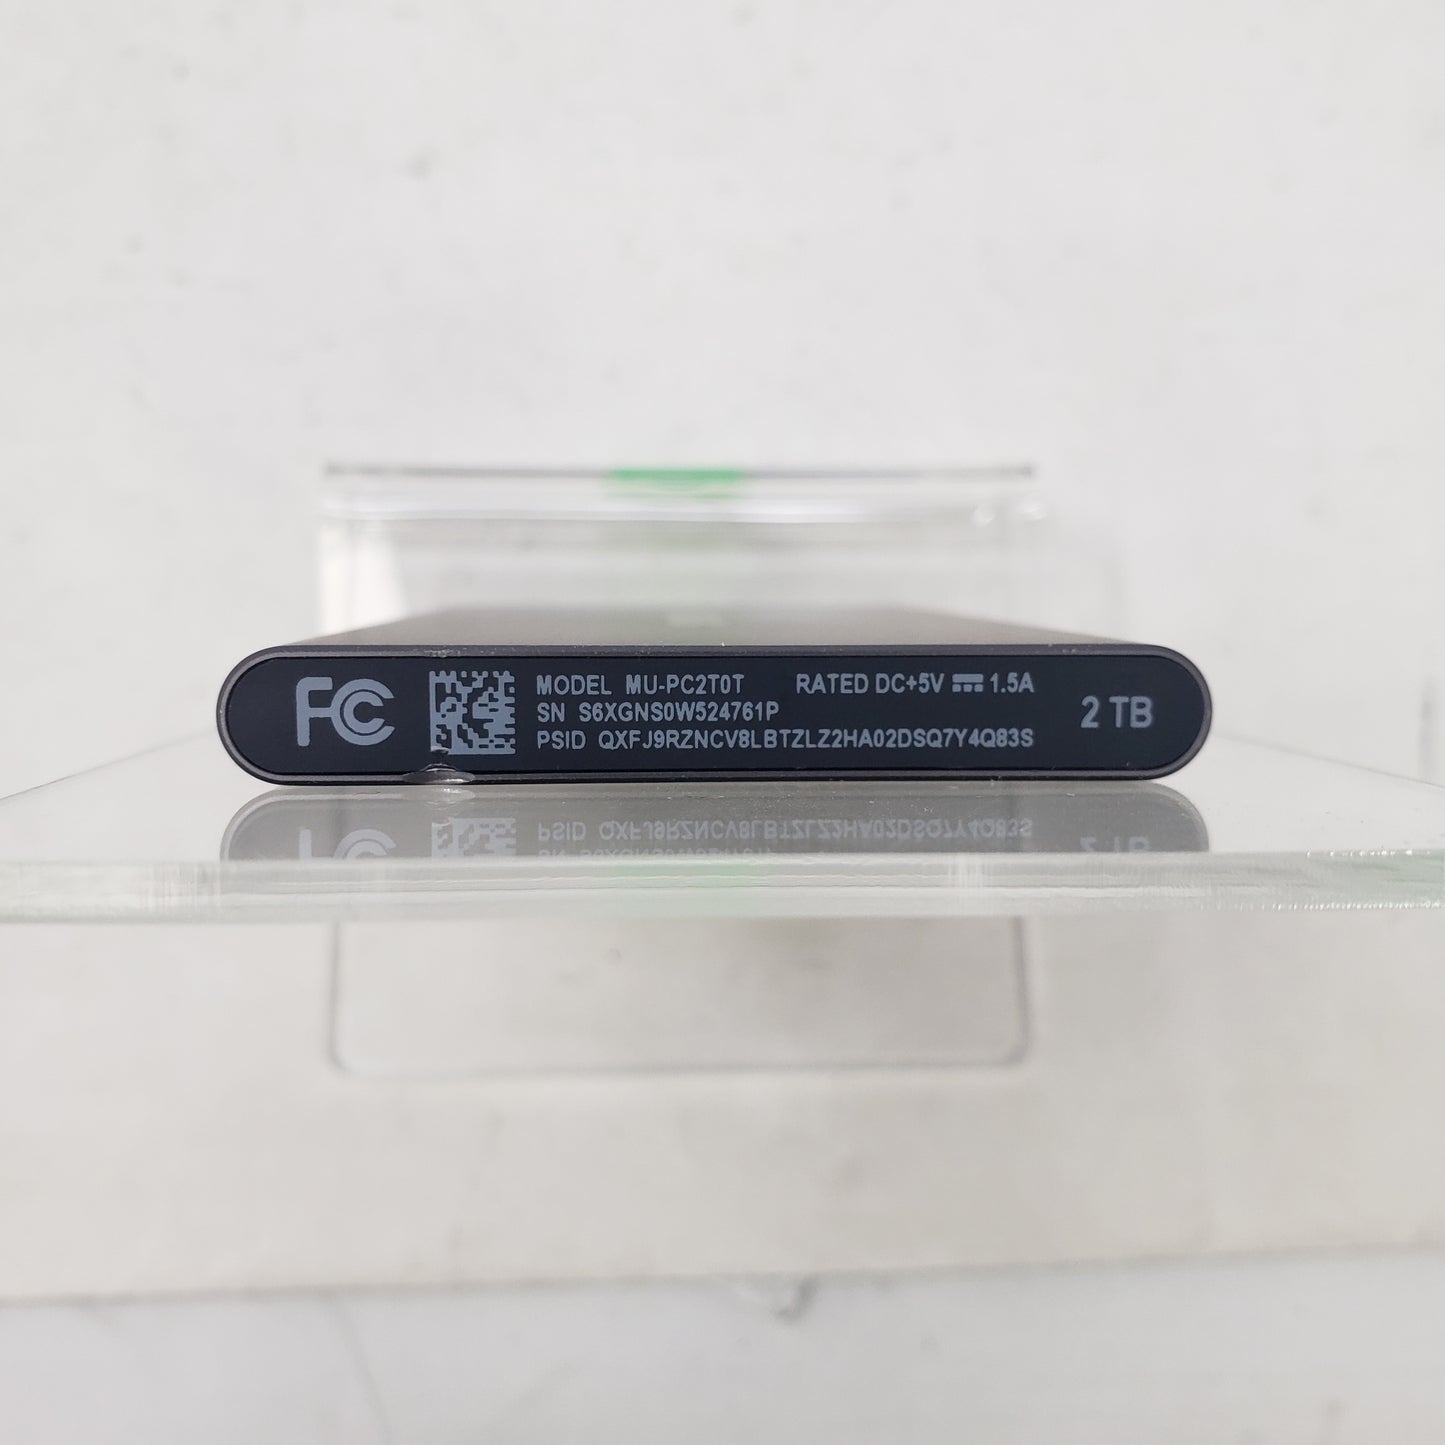 FC
MODEL MU-PC2T0T RATED DC+5V ⎓ 1.5A
SN S6XGNS0W524761P
PSID QXFJ9RZNCV8LBTZLZ2HA02DSQ7Y4Q83S
2 TB